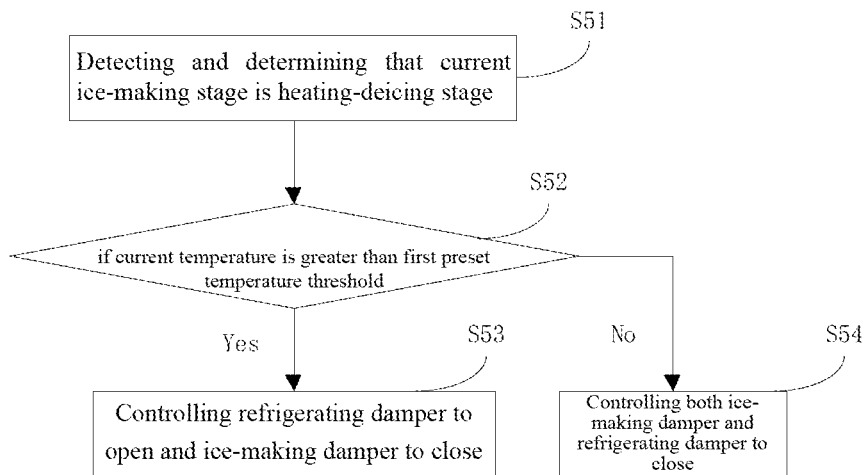 S51
Detecting and determining that current
ice-making stage is heating-deicing stage
S52
if current temperature is greater than first preset
temperature threshold
Yes
S53
No
S54
Controlling refrigerating damper to
open and ice-making damper to close
Controlling both ice-
making damper and
refrigerating damper to
close